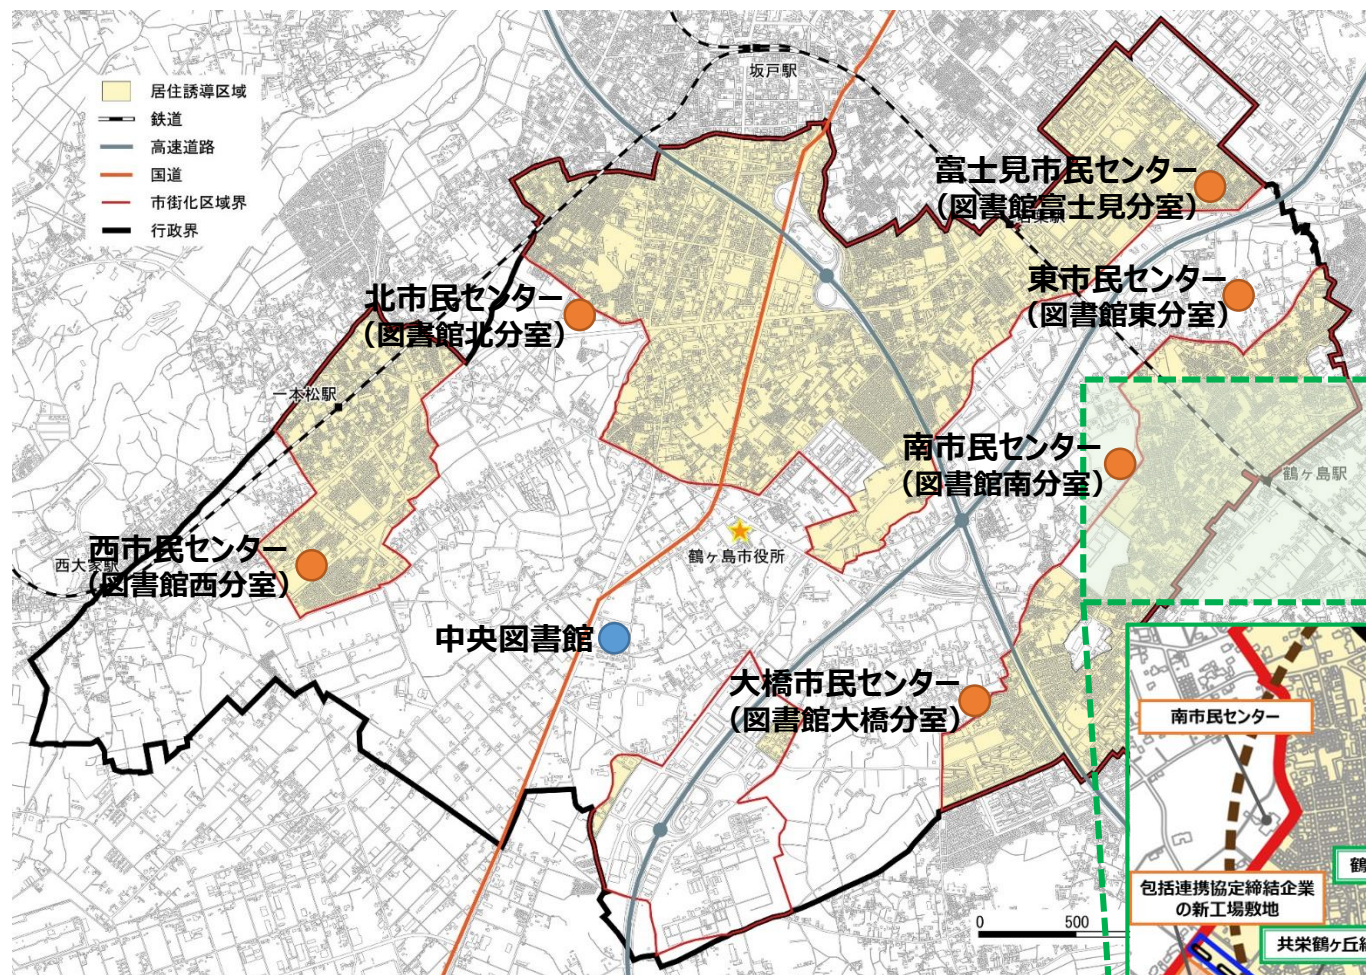 坂戸駅
居住誘導区域
鉄道
高速道路
国道
市街化区域界
行政界
富士見市民センター
（図書館富士見分室）
東市民センター
（図書館東分室）
北市民センター
（図書館北分室）
一本松駅
南市民センター
（図書館南分室）
鶴ヶ島駅
鶴ヶ島市役所
西市民センター
西大家駅
（図書館西分室）
中央図書館
大橋市民センター
（図書館大橋分室）
南市民センター
鶴
包括連携協定締結企業
の新工場敷地
共栄鶴ヶ丘
0 500